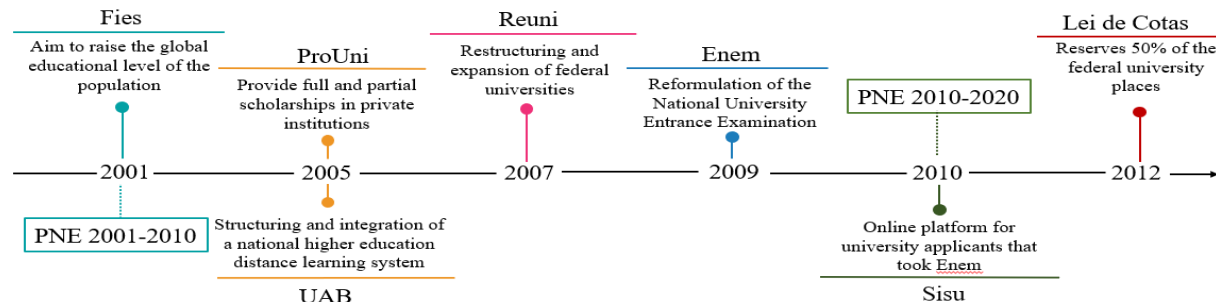 Fies
Aim to raise the global
educational level of the
population
ProUni
Provide full and partial
scholarships in private
institutions
Reuni
Restructuring and
expansion of federal
universities
Enem
Reformulation of the
National University
Entrance Examination
PNE 2010-2020
Lei de Cotas
Reserves 50% of the
federal university
places
2001
2005
2007
2009
2010
2012
PNE 2001-2010
Structuring and integration of
a national higher education
distance learning system
UAB
Online platform for
university applicants that
took Enem
Sisu